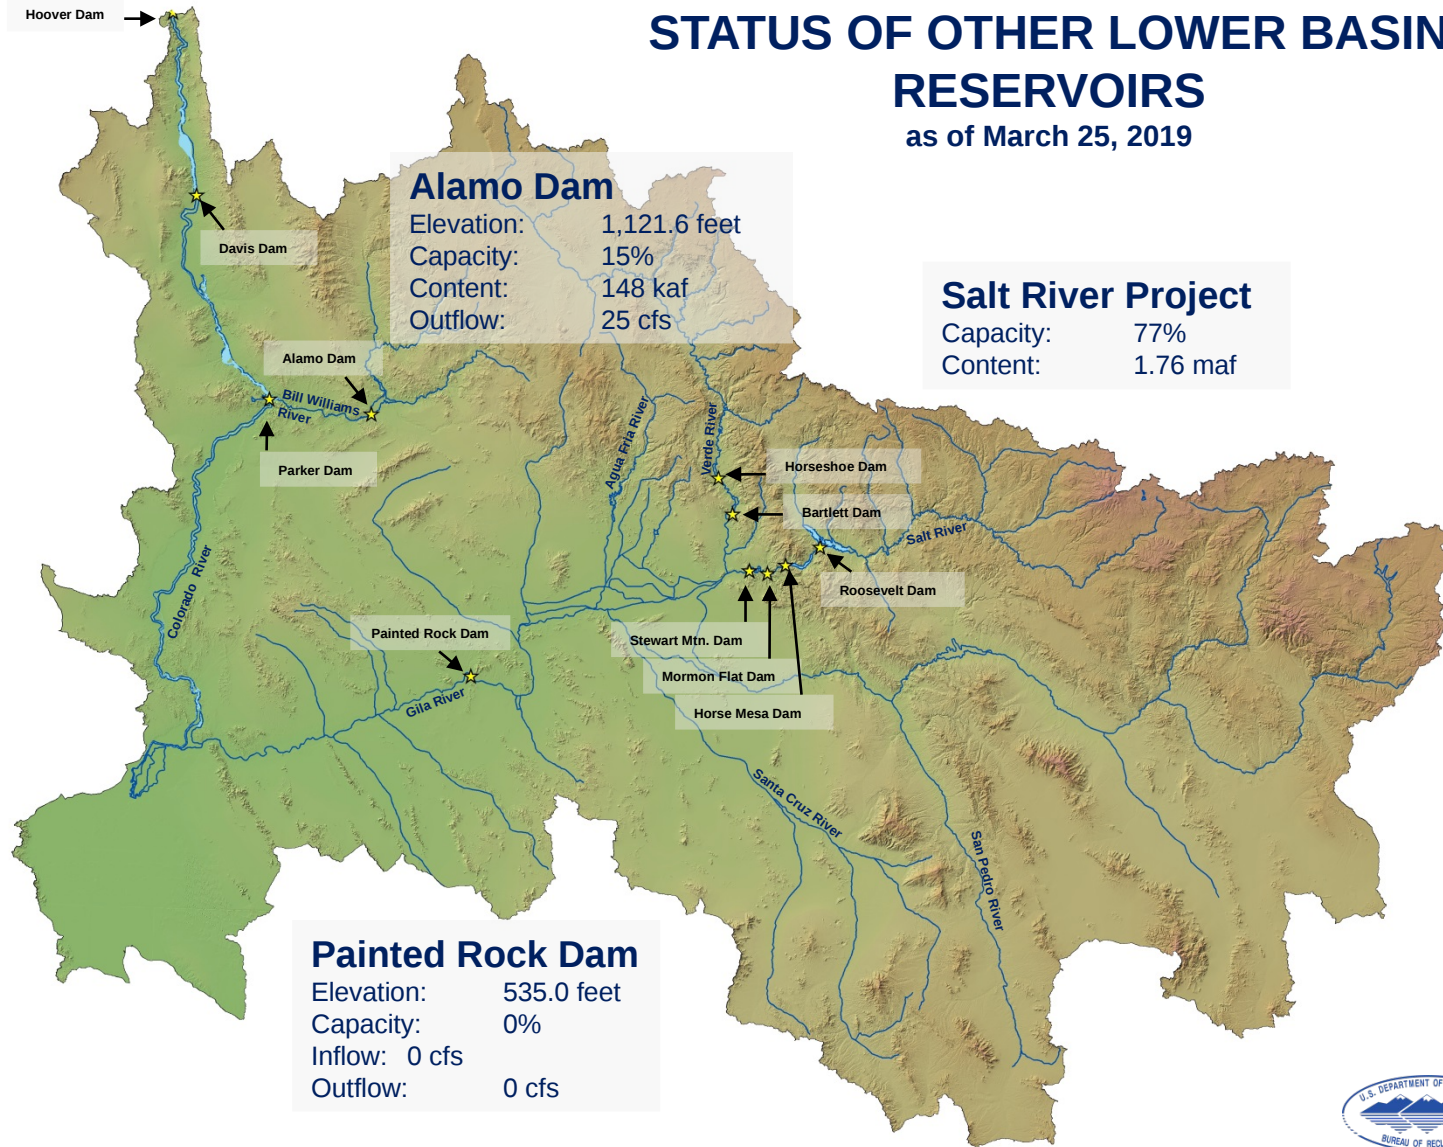 Hoover Dam
STATUS OF OTHER LOWER BASIN
RESERVOIRS
as of March 25, 2019
Alamo Dam
Elevation: 1,121.6 feet
Capacity: 15%
Content: 148 kaf
Outflow: 25 cfs
Davis Dam
Salt River Project
Capacity: 77%
Content: 1.76 maf
Alamo Dam
Bill Williams
River
Parker Dam
Agua Fria River
Verde River
Horseshoe Dam
Bartlett Dam
Salt River
Roosevelt Dam
Colorado River
Painted Rock Dam
Stewart Mtn. Dam
Mormon Flat Dam
Horse Mesa Dam
Gila River
Santa Cruz River
San Pedro River
Painted Rock Dam
Elevation: 535.0 feet
Capacity: 0%
Inflow: 0 cfs
Outflow: 0 cfs
U.S. DEPARTMENT OF
BUREAU OF RECL